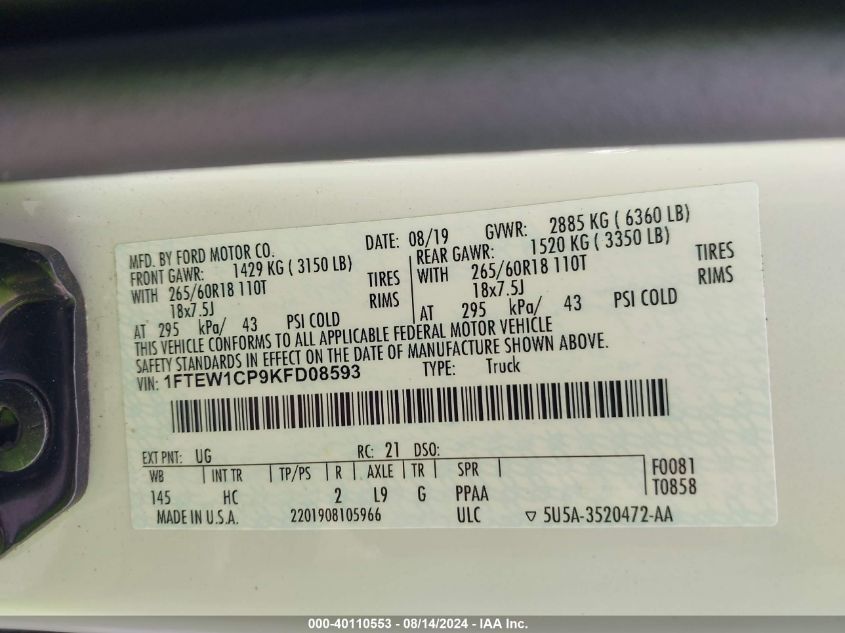 MFD. BY FORD MOTOR CO. DATE: 08/19 GVWR: 2885 KG ( 6360 LB)
FRONT GAWR: 1429 KG ( 3150 LB) REAR GAWR: 1520 KG ( 3350 LB)
WITH 265/60R18 110T TIRES WITH 265/60R18 110T TIRES
18x7.5J RIMS 18x7.5J RIMS
AT 295 kPa/ 43 PSI COLD AT 295 kPa/ 43 PSI COLD
THIS VEHICLE CONFORMS TO ALL APPLICABLE FEDERAL MOTOR VEHICLE
SAFETY STANDARDS IN EFFECT ON THE DATE OF MANUFACTURE SHOWN ABOVE.
VIN: 1FTEW1CP9KFD08593 TYPE: Truck
EXT PNT: UG RC: 21 DSO:
WB INT TR TP/PS R AXLE TR SPR F0081
145 HC 2 L9 G PPAA T0858
MADE IN U.S.A. 2201908105966 ULC ▽ 5U5A-3520472-AA
000-40110553 - 08/14/2024 - IAA Inc.